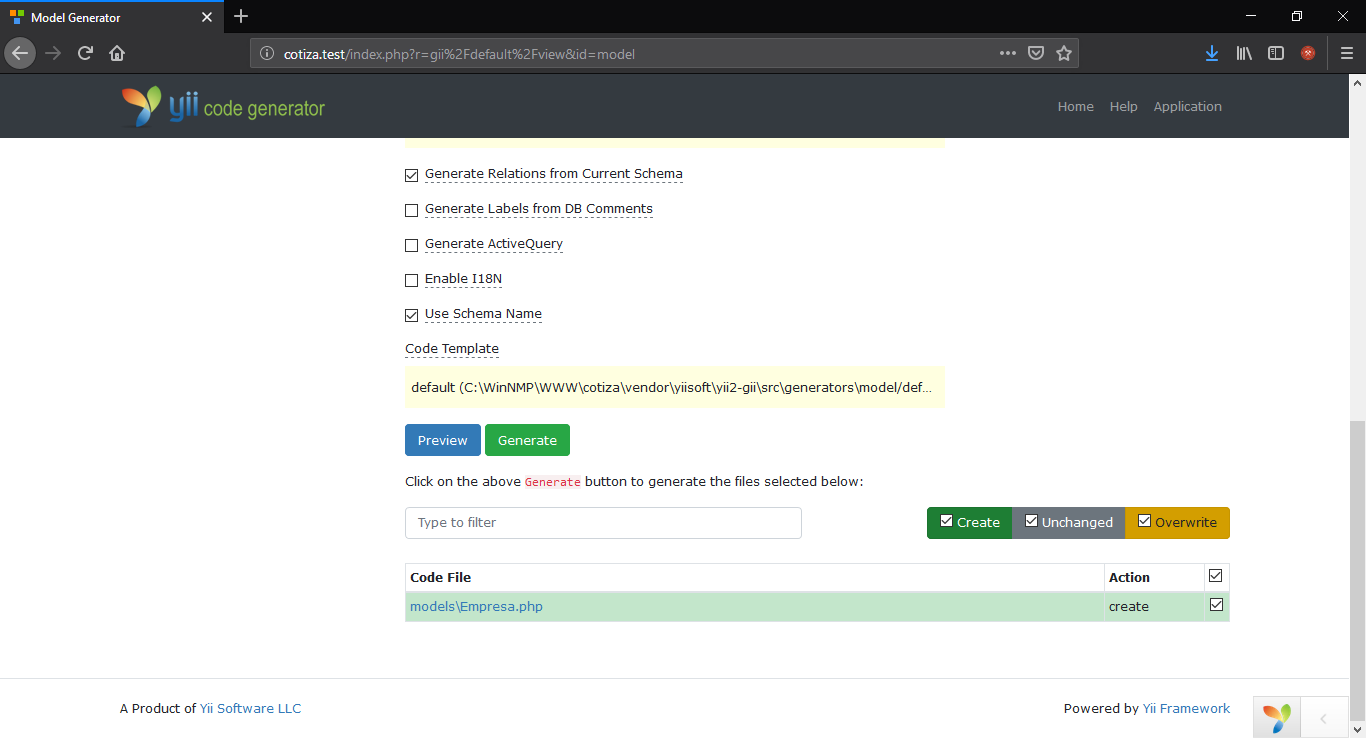 Model Generator
cotiza.test/index.php?r=gii%2Fdefault%2Fview&id=model
yii code generator
Home Help Application
Generate Relations from Current Schema
Generate Labels from DB Comments
Generate ActiveQuery
Enable I18N
Use Schema Name
Code Template
default (C:\WinNMP\WWW\cotiza\vendor\yiisoft\yii2-gii\src\generators\model/def...
Preview Generate
Click on the above Generate button to generate the files selected below:
Type to filter Create Unchanged Overwrite
Code File Action
models\Empresa.php create
A Product of Yii Software LLC Powered by Yii Framework